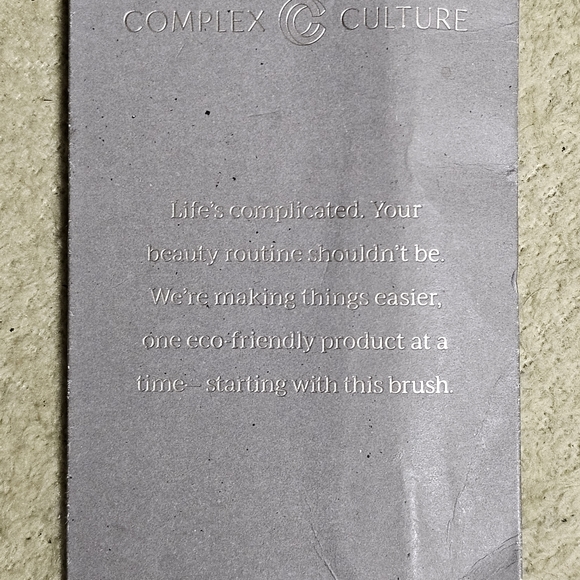 COMPLEX CULTURE
Life's complicated. Your
beauty routine shouldn't be.
We're making things easier,
one eco-friendly product at a
time—starting with this brush.